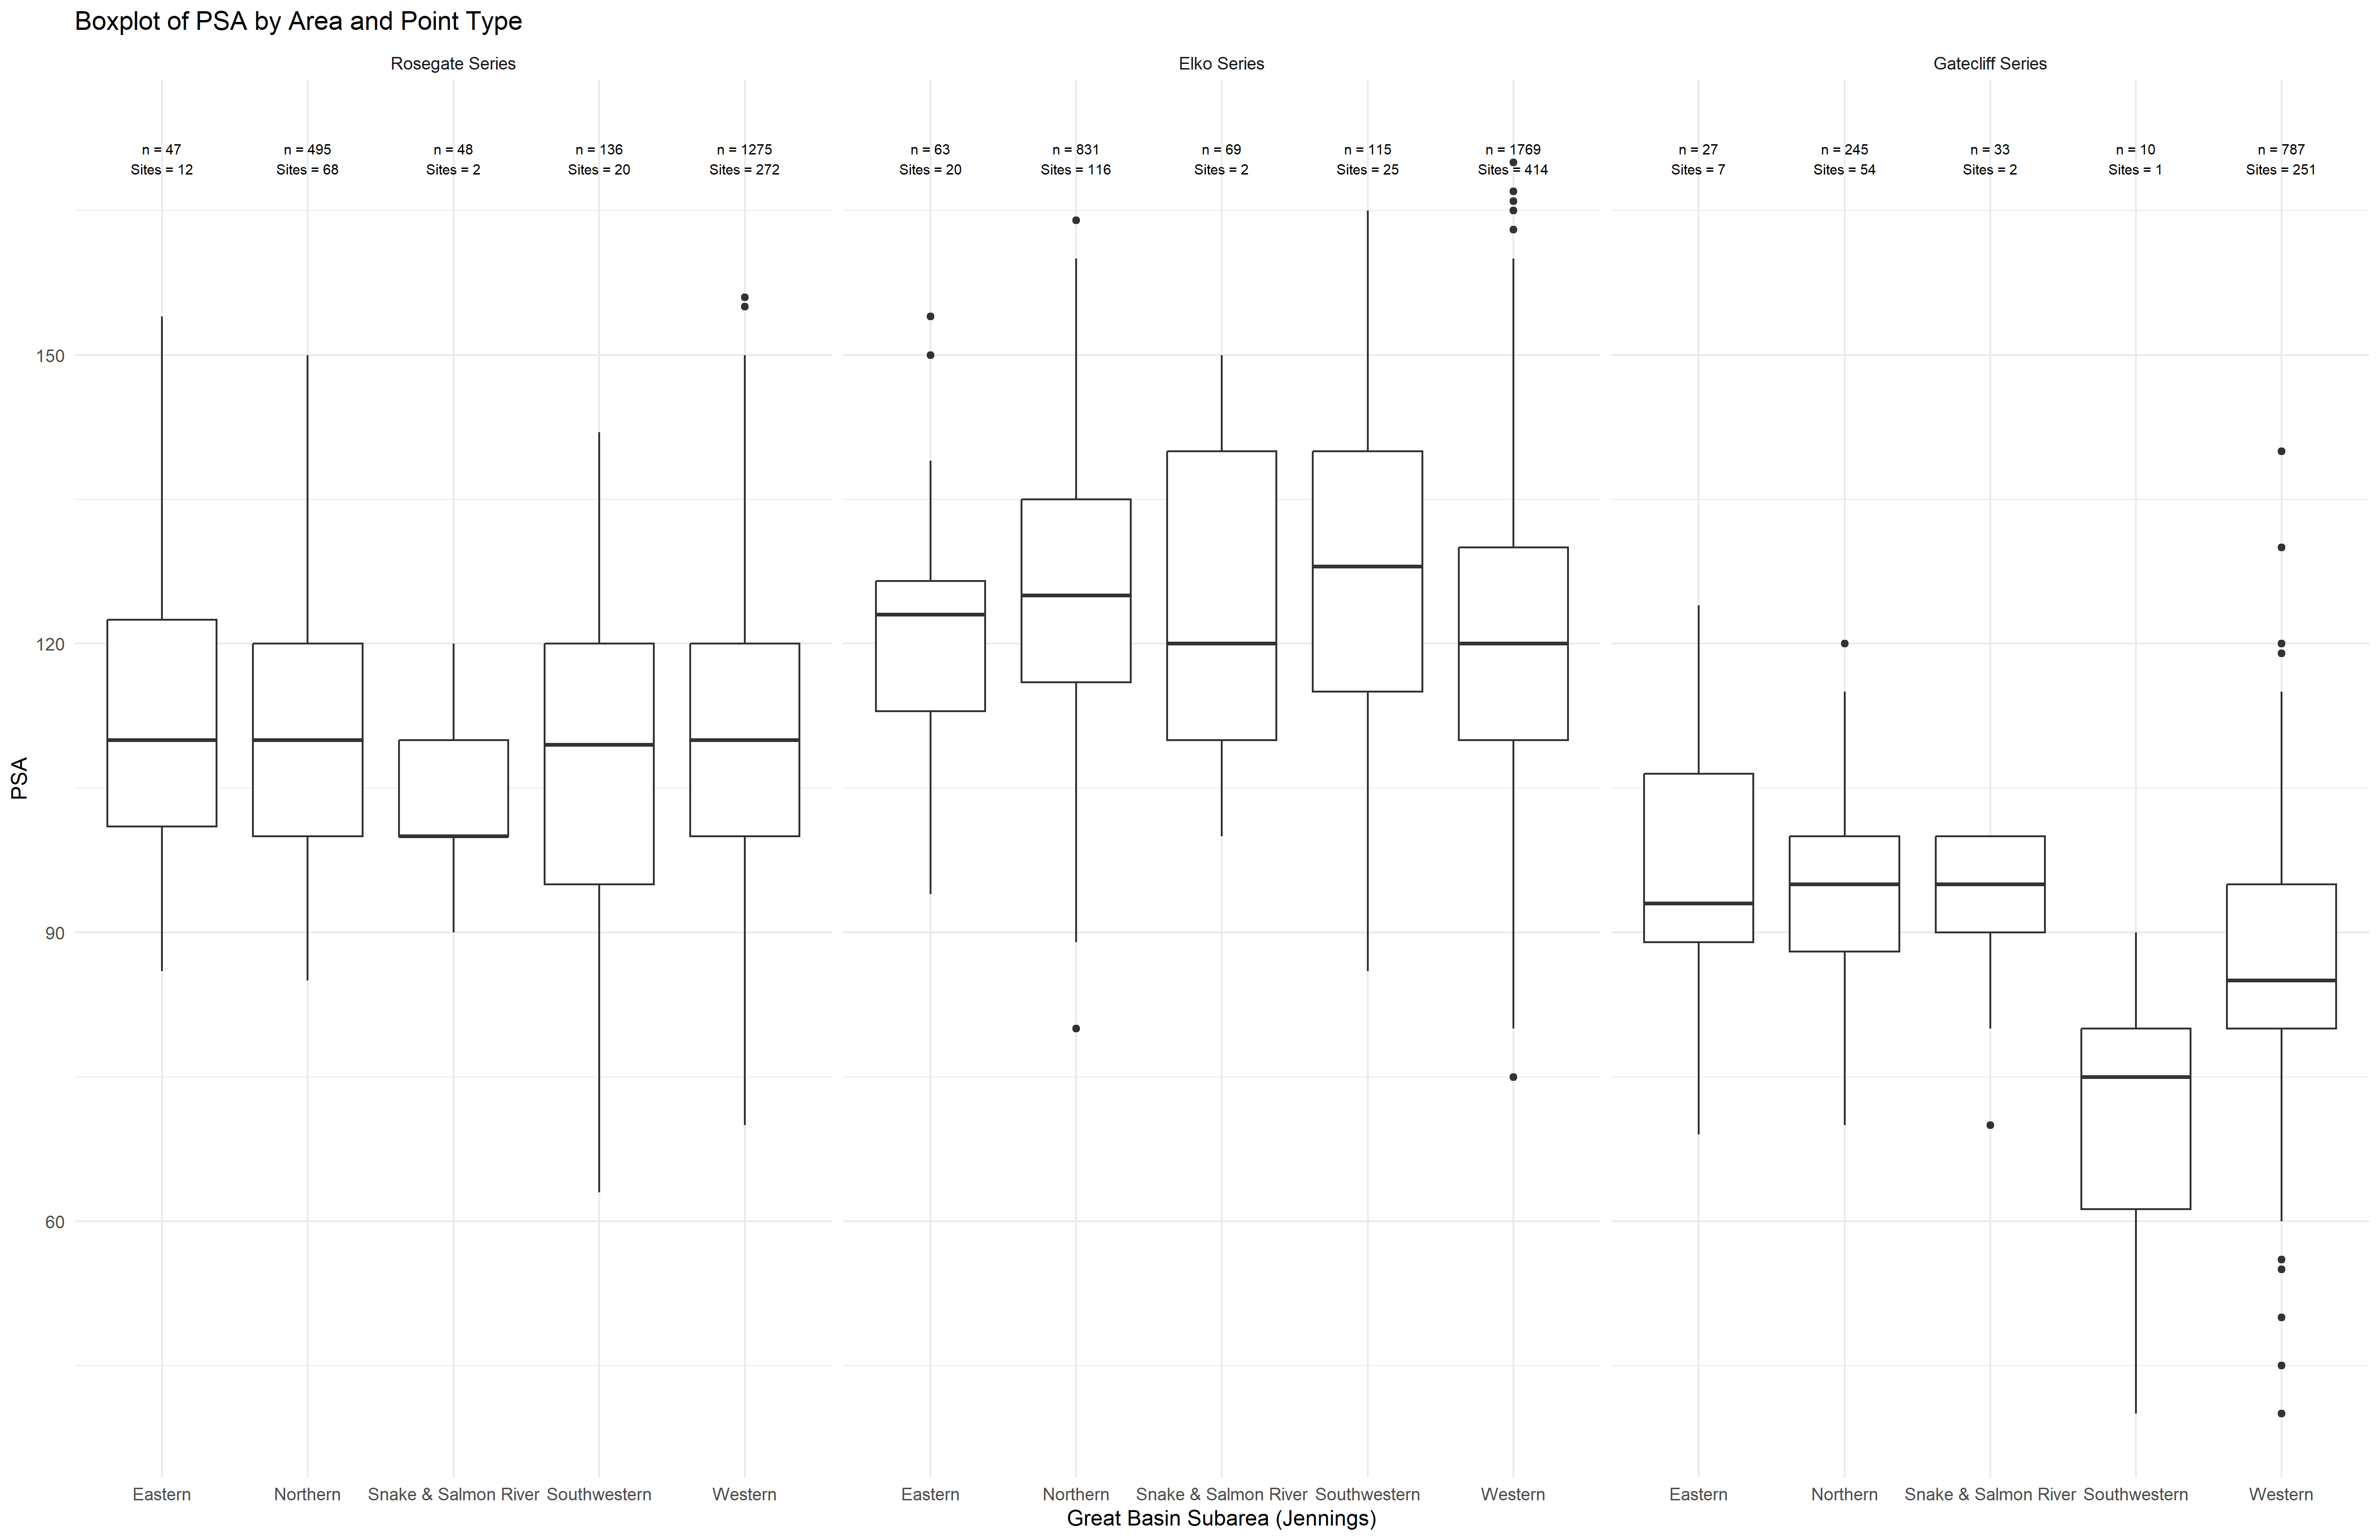 Boxplot of PSA by Area and Point Type
Rosegate Series
Elko Series
Gatecliff Series
n = 47
Sites = 12
n = 495
Sites = 68
n = 48
Sites = 2
n = 136
Sites = 20
n = 1275
Sites = 272
n = 63
Sites = 20
n = 831
Sites = 116
n = 69
Sites = 2
n = 115
Sites = 25
n = 1769
Sites = 414
n = 27
Sites = 7
n = 245
Sites = 54
n = 33
Sites = 2
n = 10
Sites = 1
n = 787
Sites = 251
150
120
90
60
PSA
Eastern
Northern
Snake & Salmon River
Southwestern
Western
Eastern
Northern
Snake & Salmon River
Southwestern
Western
Eastern
Northern
Snake & Salmon River
Southwestern
Western
Great Basin Subarea (Jennings)